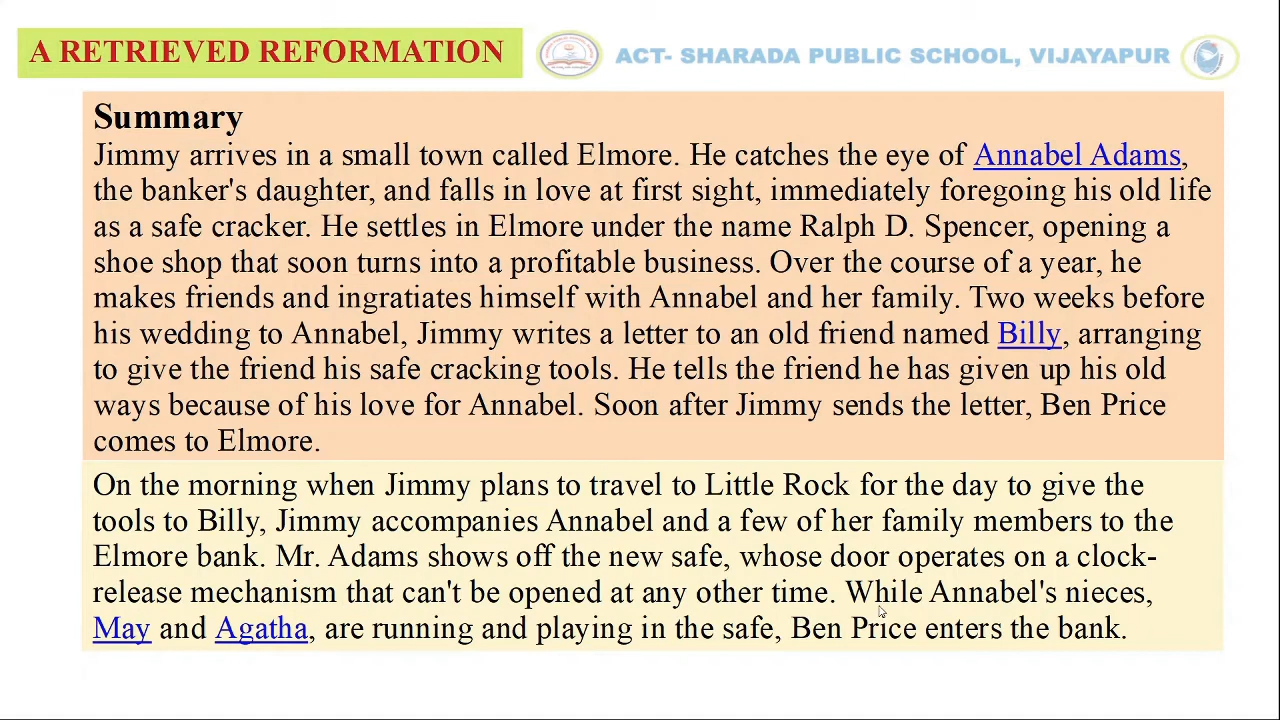 A RETRIEVED REFORMATION
ACT- SHARADA PUBLIC SCHOOL, VIJAYAPUR
Summary
Jimmy arrives in a small town called Elmore. He catches the eye of Annabel Adams,
the banker's daughter, and falls in love at first sight, immediately foregoing his old life
as a safe cracker. He settles in Elmore under the name Ralph D. Spencer, opening a
shoe shop that soon turns into a profitable business. Over the course of a year, he
makes friends and ingratiates himself with Annabel and her family. Two weeks before
his wedding to Annabel, Jimmy writes a letter to an old friend named Billy, arranging
to give the friend his safe cracking tools. He tells the friend he has given up his old
ways because of his love for Annabel. Soon after Jimmy sends the letter, Ben Price
comes to Elmore.
On the morning when Jimmy plans to travel to Little Rock for the day to give the
tools to Billy, Jimmy accompanies Annabel and a few of her family members to the
Elmore bank. Mr. Adams shows off the new safe, whose door operates on a clock-
release mechanism that can't be opened at any other time. While Annabel's nieces,
May and Agatha, are running and playing in the safe, Ben Price enters the bank.